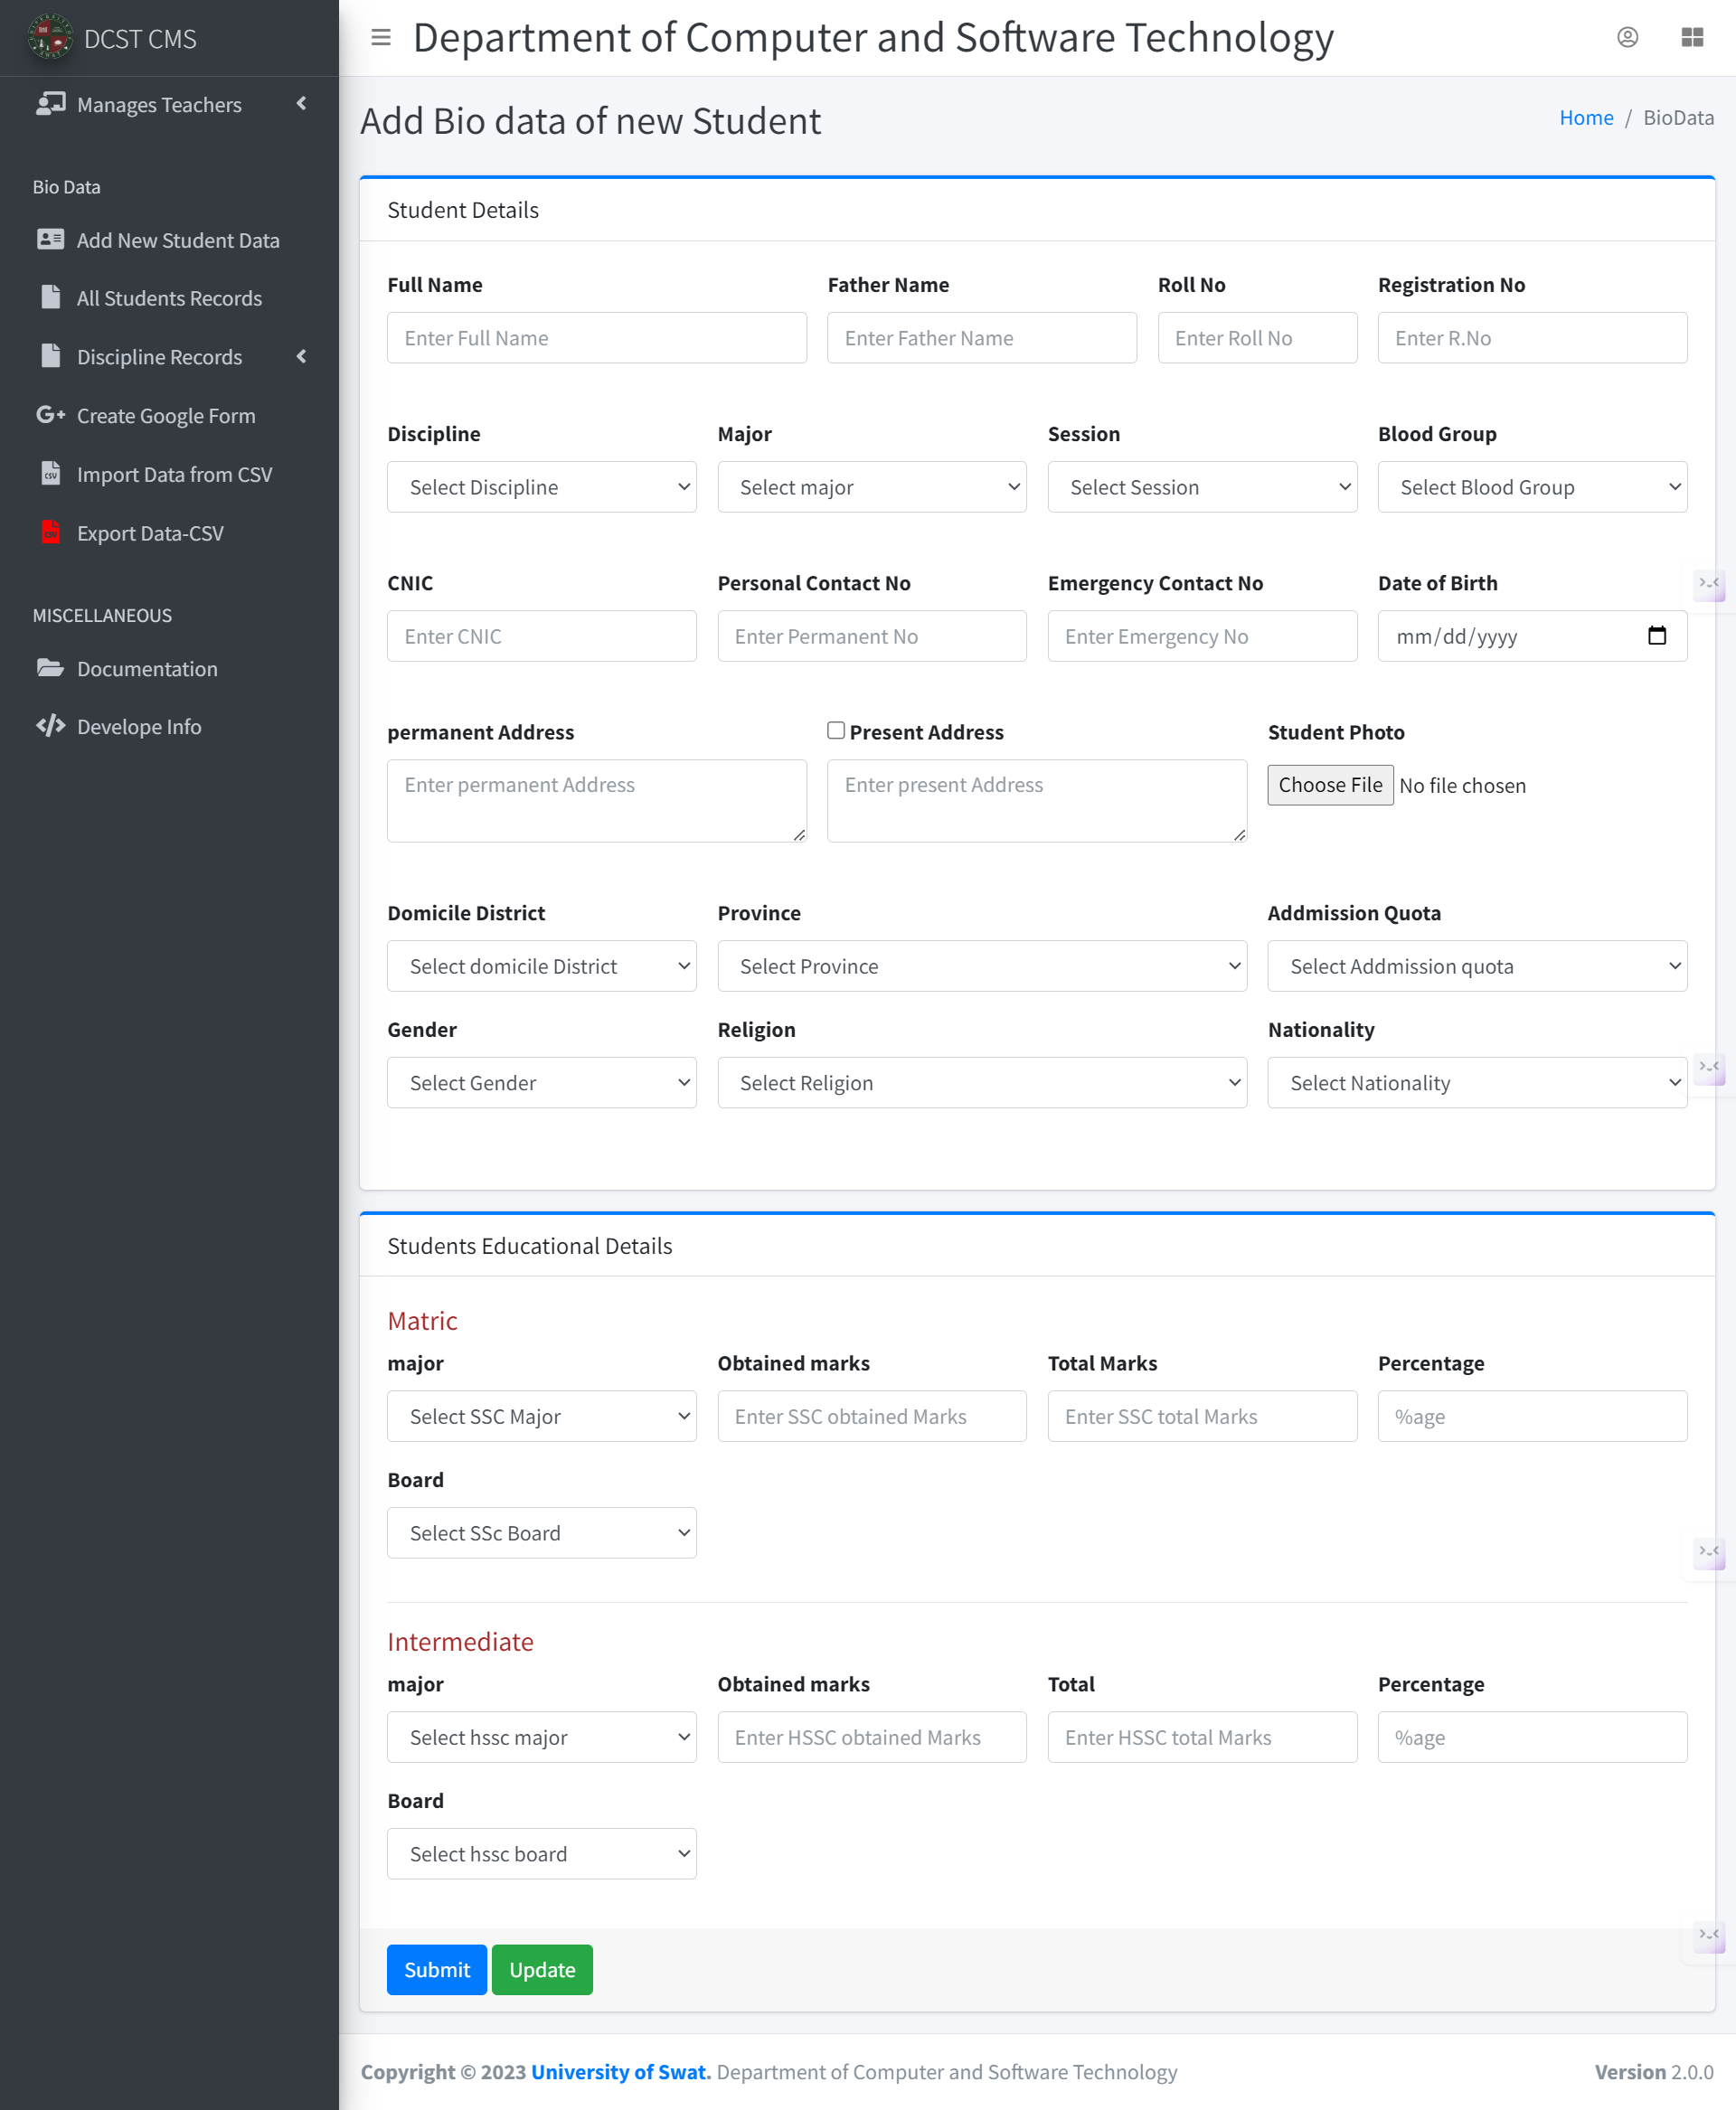 DCST CMS
Manages Teachers
Bio Data
Add New Student Data
All Students Records
Discipline Records
G+ Create Google Form
CSV Import Data from CSV
CSV Export Data-CSV
MISCELLANEOUS
Documentation
Develope Info
Department of Computer and Software Technology
Add Bio data of new Student
Home / BioData
Student Details
Full Name Father Name Roll No Registration No
Enter Full Name Enter Father Name Enter Roll No Enter R.No
Discipline Major Session Blood Group
Select Discipline Select major Select Session Select Blood Group
CNIC Personal Contact No Emergency Contact No Date of Birth
Enter CNIC Enter Permanent No Enter Emergency No mm/dd/yyyy
permanent Address Present Address Student Photo
Enter permanent Address Enter present Address Choose File No file chosen
Domicile District Province Addmission Quota
Select domicile District Select Province Select Addmission quota
Gender Religion Nationality
Select Gender Select Religion Select Nationality
Students Educational Details
Matric
major Obtained marks Total Marks Percentage
Select SSC Major Enter SSC obtained Marks Enter SSC total Marks %age
Board
Select SSc Board
Intermediate
major Obtained marks Total Percentage
Select hssc major Enter HSSC obtained Marks Enter HSSC total Marks %age
Board
Select hssc board
Submit Update
Copyright © 2023 University of Swat. Department of Computer and Software Technology Version 2.0.0